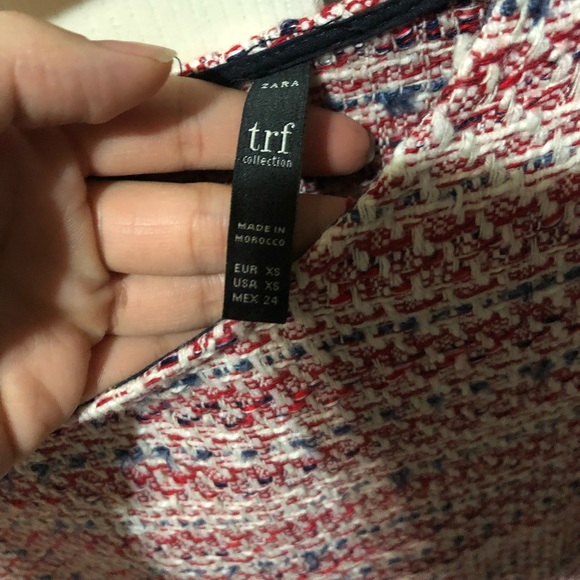 ZARA
trf
collection
MADE IN
MOROCCO
EUR XS
USA XS
MEX 24